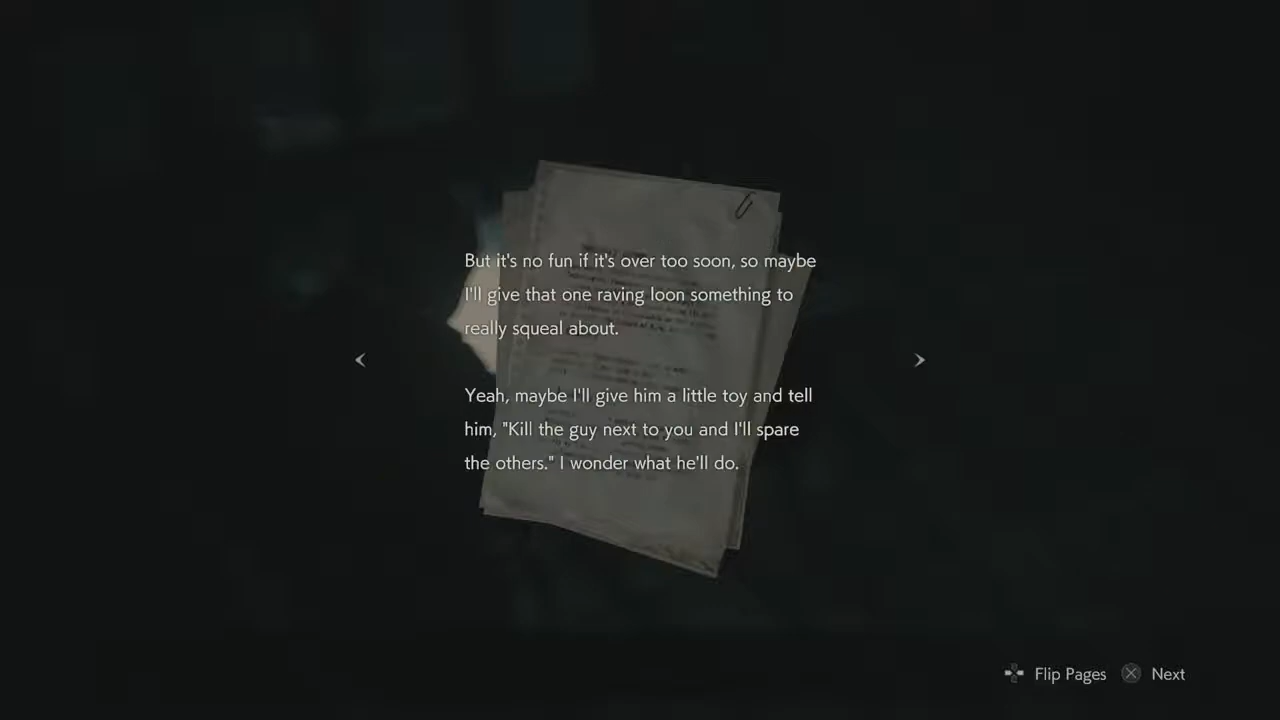 But it's no fun if it's over too soon, so maybe
I'll give that one raving loon something to
really squeal about.
Yeah, maybe I'll give him a little toy and tell
him, "Kill the guy next to you and I'll spare
the others." I wonder what he'll do.
Flip Pages Next